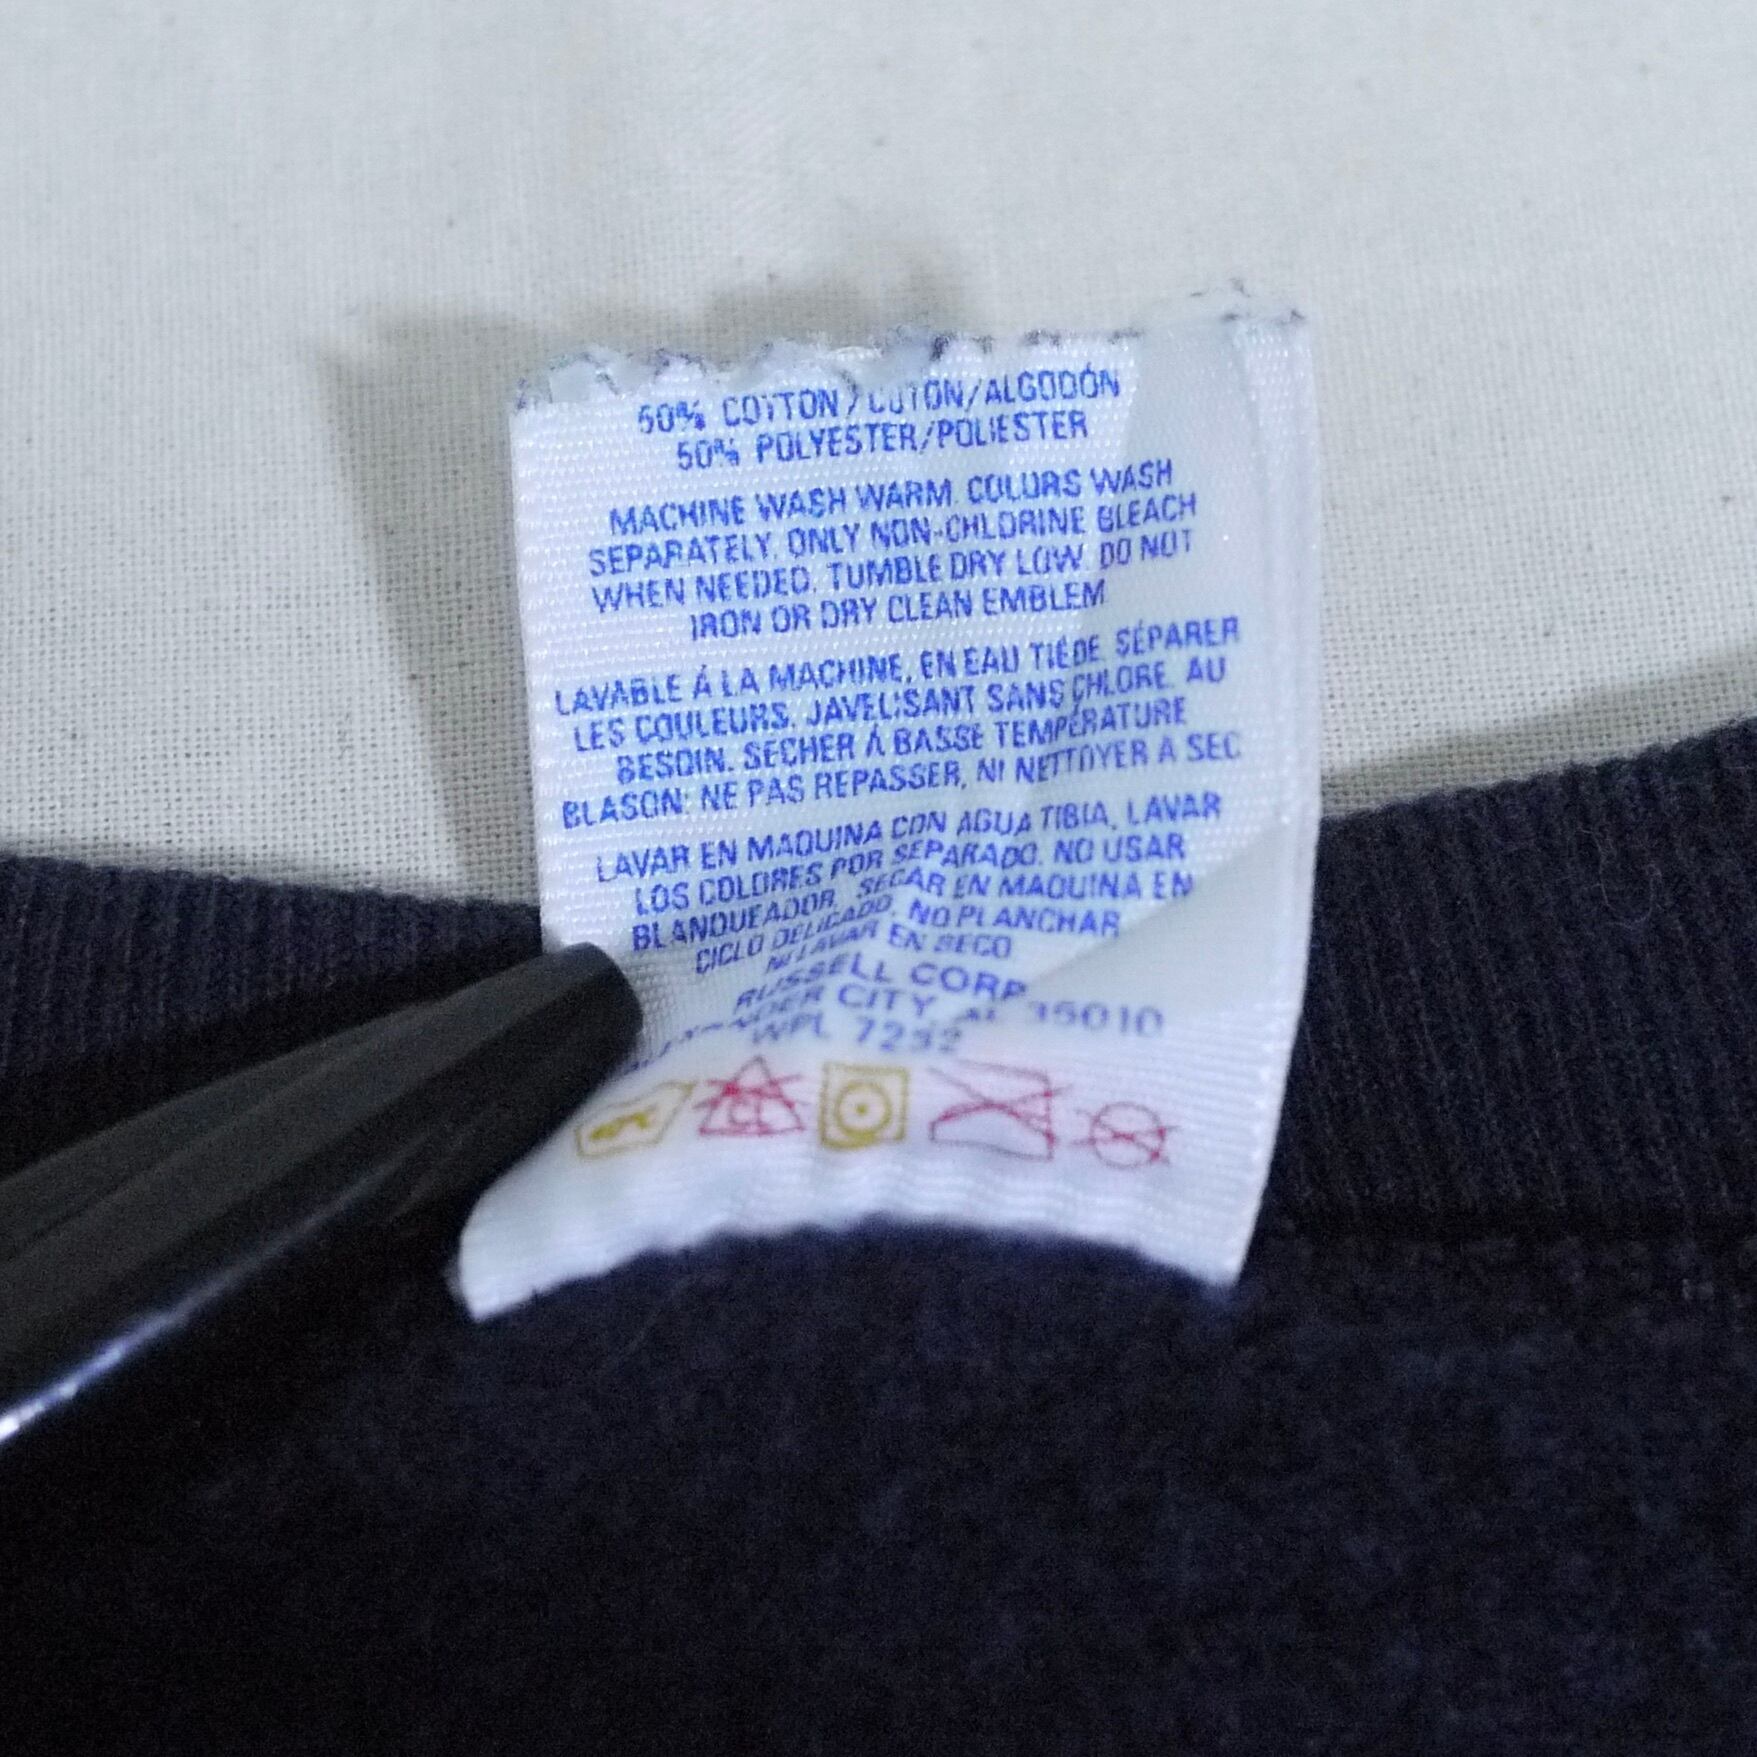 50% COTTON/COTON/ALGODÓN
50% POLYESTER/POLIESTER
MACHINE WASH WARM. COLORS WASH
SEPARATELY. ONLY NON-CHLORINE BLEACH
WHEN NEEDED. TUMBLE DRY LOW. DO NOT
IRON OR DRY CLEAN EMBLEM
LAVABLE Á LA MACHINE, EN EAU TIÉDE SÉPARER
LES COULEURS. JAVELISANT SANS CHLORE. AU
BESOIN. SECHER Á BASSE TEMPÉRATURE
BLASON: NE PAS REPASSER, NI NETTOYER A SEC
LAVAR EN MAQUINA CON AGUA TIBIA, LAVAR
LOS COLORES POR SEPARADO. NO USAR
BLANQUEADOR. SECAR EN MAQUINA EN
CICLO DELICADO. NO PLANCHAR
NI LAVAR EN SECO
RUSSELL CORP
CITY AL 35010
WPL 7232